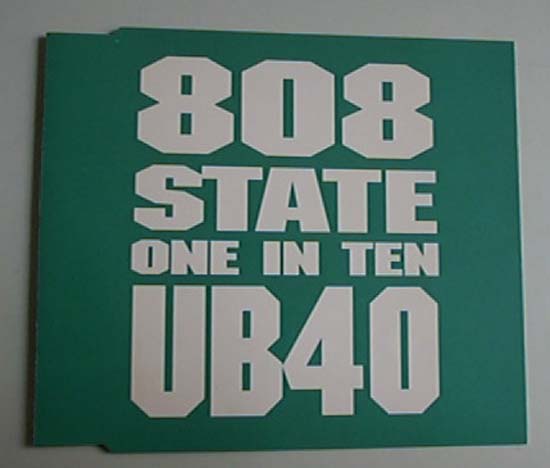 808
STATE
ONE IN TEN
UB40